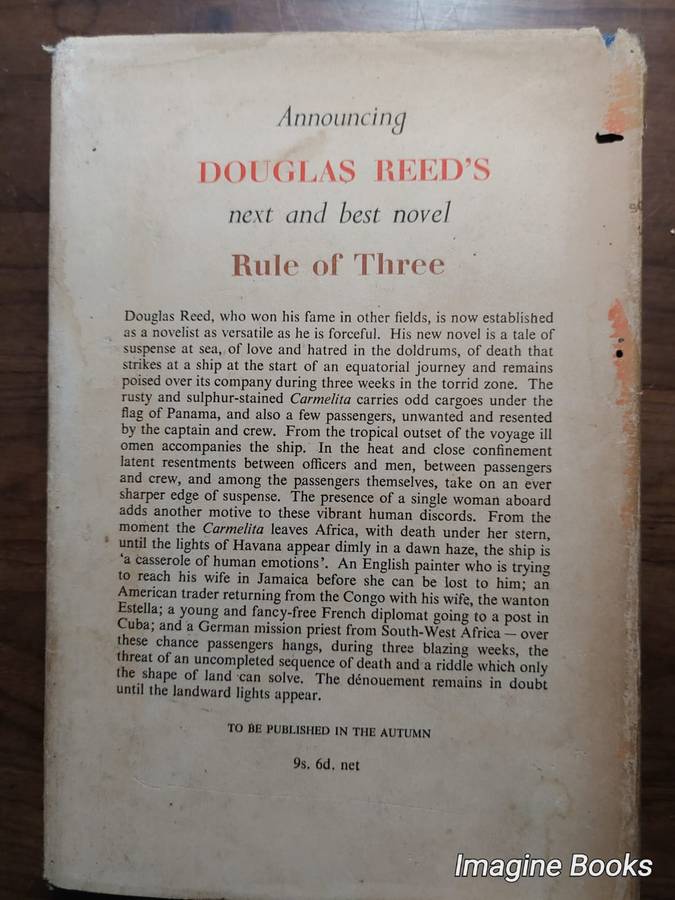 Announcing
DOUGLAS REED'S
next and best novel
Rule of Three
Douglas Reed, who won his fame in other fields, is now established
as a novelist as versatile as he is forceful. His new novel is a tale of
suspense at sea, of love and hatred in the doldrums, of death that
strikes at a ship at the start of an equatorial journey and remains
poised over its company during three weeks in the torrid zone. The
rusty and sulphur-stained Carmelita carries odd cargoes under the
flag of Panama, and also a few passengers, unwanted and resented
by the captain and crew. From the tropical outset of the voyage ill
omen accompanies the ship. In the heat and close confinement
latent resentments between officers and men, between passengers
and crew, and among the passengers themselves, take on an ever
sharper edge of suspense. The presence of a single woman aboard
adds another motive to these vibrant human discords. From the
moment the Carmelita leaves Africa, with death under her stern,
until the lights of Havana appear dimly in a dawn haze, the ship is
'a casserole of human emotions'. An English painter who is trying
to reach his wife in Jamaica before she can be lost to him; an
American trader returning from the Congo with his wife, the wanton
Estella; a young and fancy-free French diplomat going to a post in
Cuba; and a German mission priest from South-West Africa — over
these chance passengers hangs, during three blazing weeks, the
threat of an uncompleted sequence of death and a riddle which only
the shape of land can solve. The dénouement remains in doubt
until the landward lights appear.
TO BE PUBLISHED IN THE AUTUMN
9s. 6d. net
Imagine Books